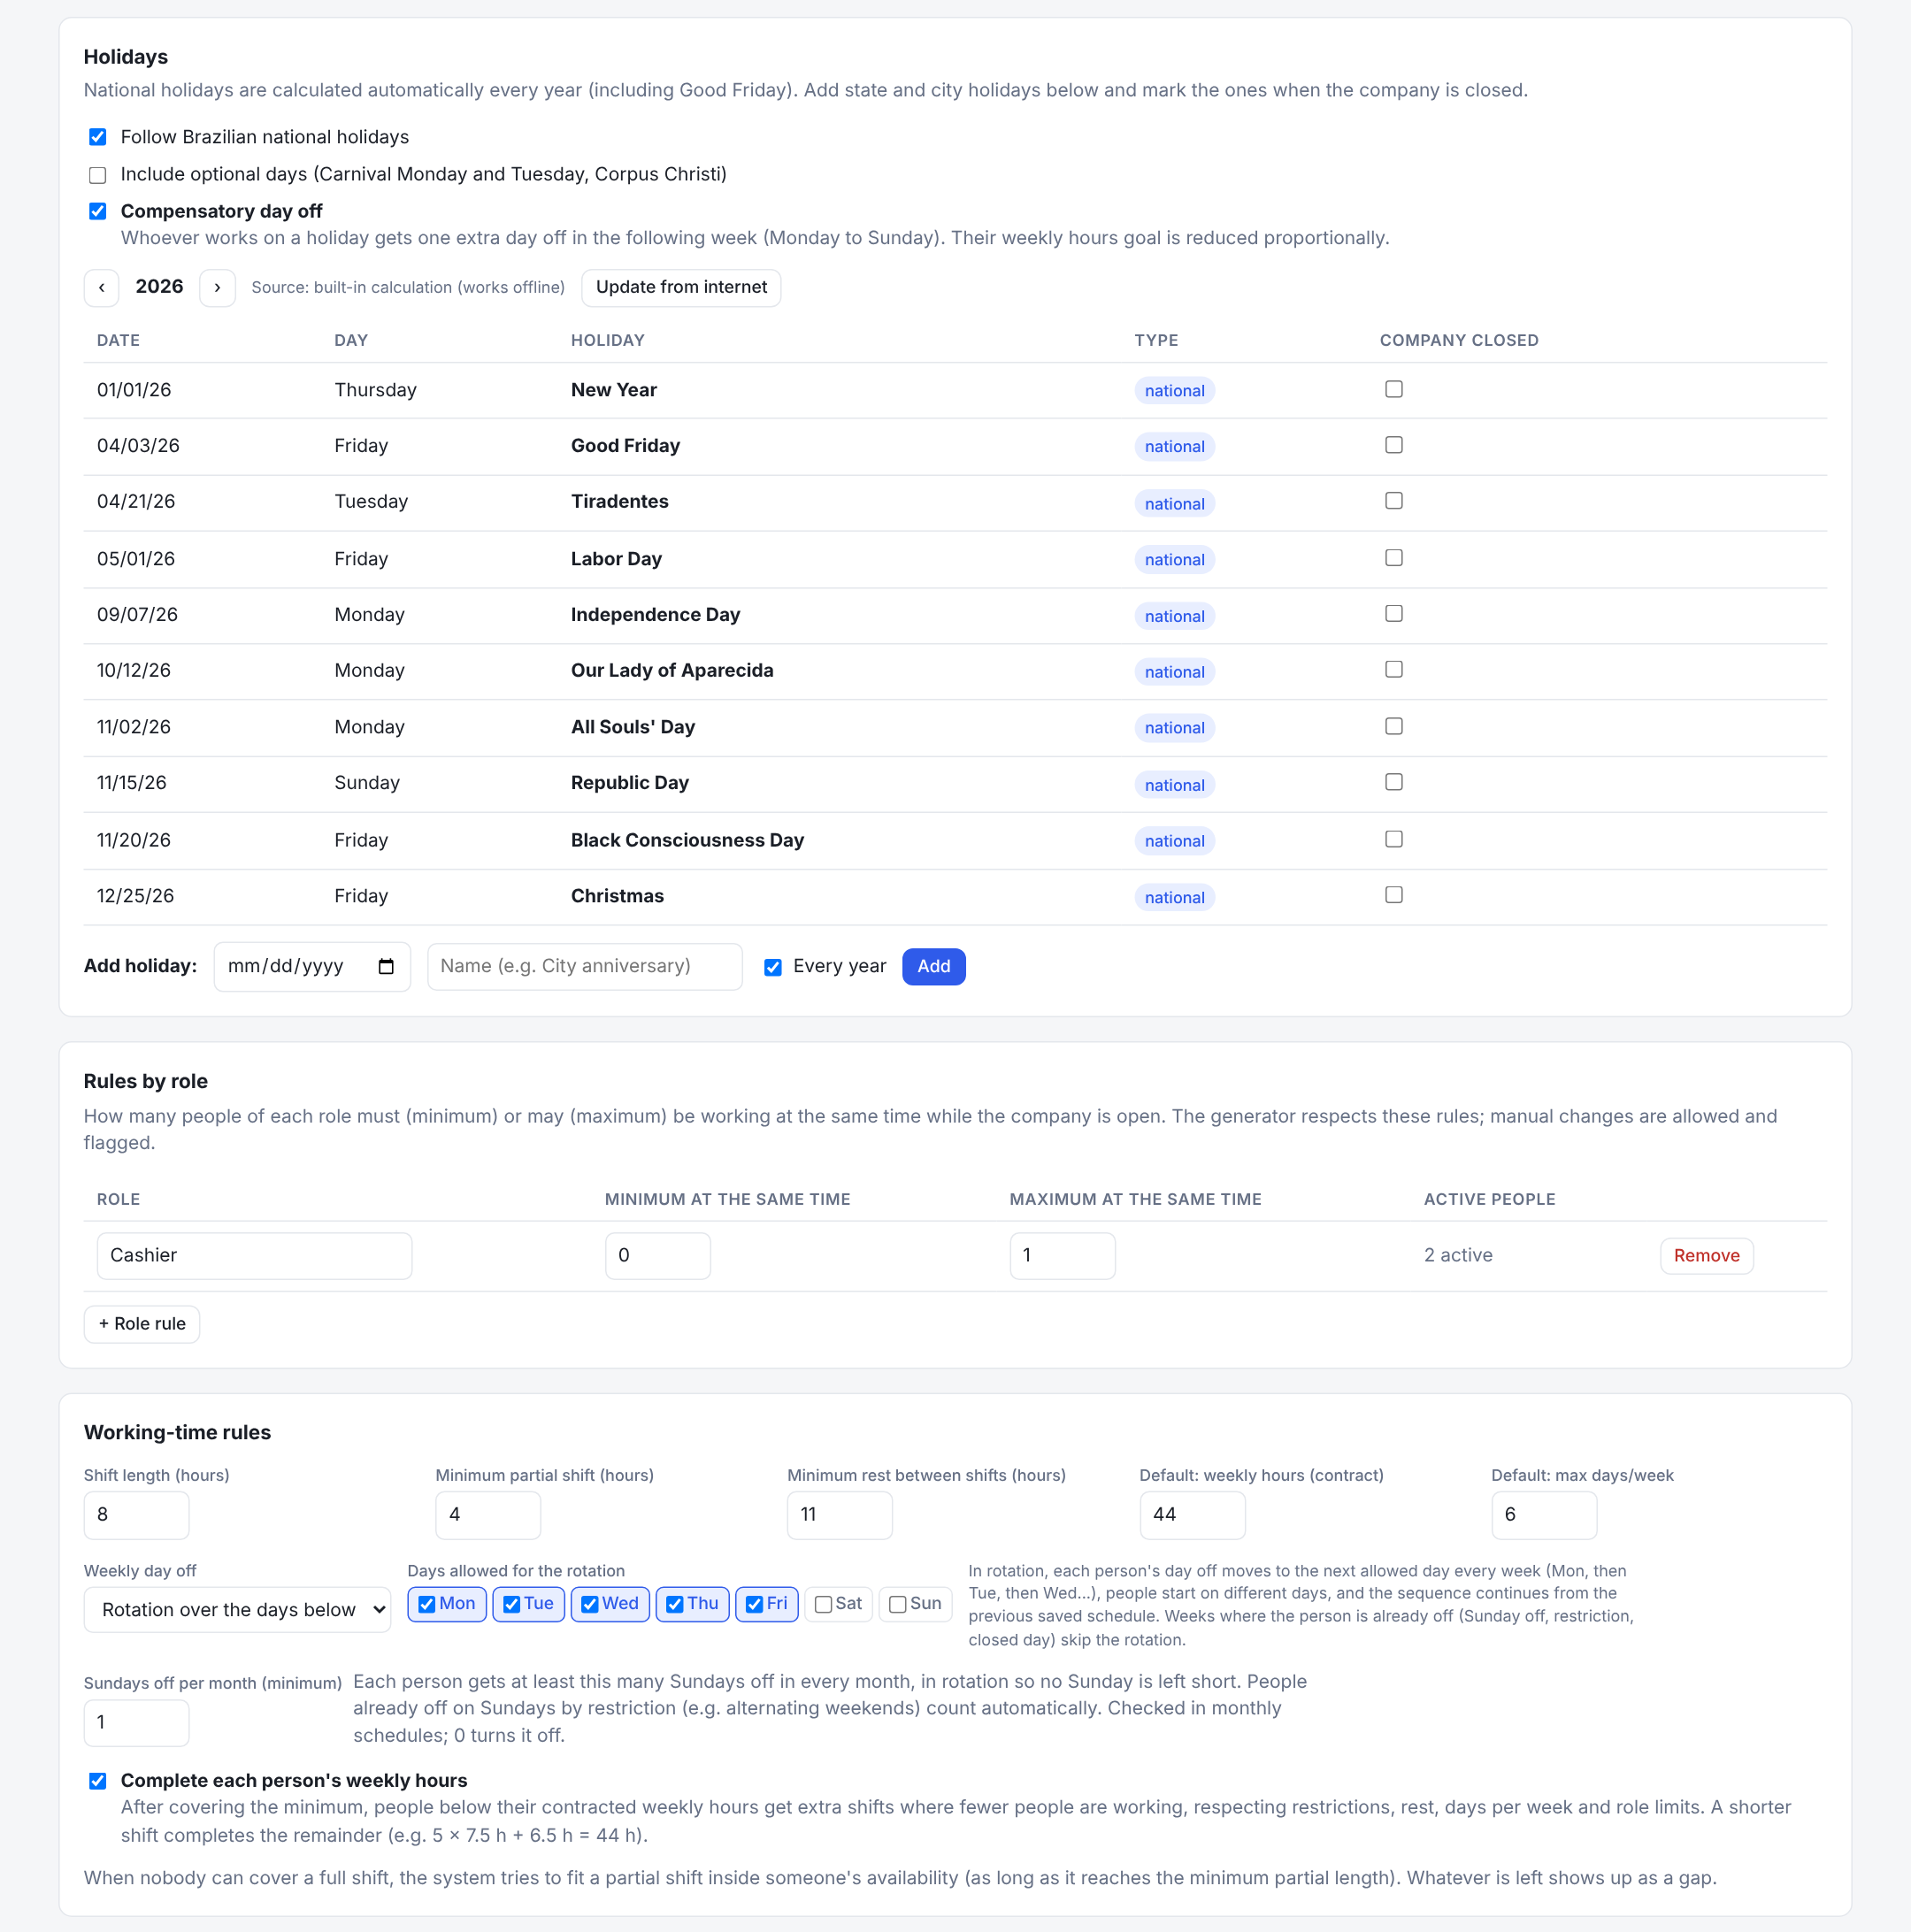 Holidays
National holidays are calculated automatically every year (including Good Friday). Add state and city holidays below and mark the ones when the company is closed.
Follow Brazilian national holidays
Include optional days (Carnival Monday and Tuesday, Corpus Christi)
Compensatory day off
Whoever works on a holiday gets one extra day off in the following week (Monday to Sunday). Their weekly hours goal is reduced proportionally.
‹ 2026 › Source: built-in calculation (works offline) Update from internet
DATE DAY HOLIDAY TYPE COMPANY CLOSED
01/01/26 Thursday New Year national
04/03/26 Friday Good Friday national
04/21/26 Tuesday Tiradentes national
05/01/26 Friday Labor Day national
09/07/26 Monday Independence Day national
10/12/26 Monday Our Lady of Aparecida national
11/02/26 Monday All Souls' Day national
11/15/26 Sunday Republic Day national
11/20/26 Friday Black Consciousness Day national
12/25/26 Friday Christmas national
Add holiday: mm/dd/yyyy Name (e.g. City anniversary) Every year Add
Rules by role
How many people of each role must (minimum) or may (maximum) be working at the same time while the company is open. The generator respects these rules; manual changes are allowed and
flagged.
ROLE MINIMUM AT THE SAME TIME MAXIMUM AT THE SAME TIME ACTIVE PEOPLE
Cashier 0 1 2 active Remove
+ Role rule
Working-time rules
Shift length (hours) Minimum partial shift (hours) Minimum rest between shifts (hours) Default: weekly hours (contract) Default: max days/week
8 4 11 44 6
Weekly day off Days allowed for the rotation
Rotation over the days below Mon Tue Wed Thu Fri Sat Sun
In rotation, each person's day off moves to the next allowed day every week (Mon, then
Tue, then Wed...), people start on different days, and the sequence continues from the
previous saved schedule. Weeks where the person is already off (Sunday off, restriction,
closed day) skip the rotation.
Sundays off per month (minimum)
1
Each person gets at least this many Sundays off in every month, in rotation so no Sunday is left short. People
already off on Sundays by restriction (e.g. alternating weekends) count automatically. Checked in monthly
schedules; 0 turns it off.
Complete each person's weekly hours
After covering the minimum, people below their contracted weekly hours get extra shifts where fewer people are working, respecting restrictions, rest, days per week and role limits. A shorter
shift completes the remainder (e.g. 5 × 7.5 h + 6.5 h = 44 h).
When nobody can cover a full shift, the system tries to fit a partial shift inside someone's availability (as long as it reaches the minimum partial length). Whatever is left shows up as a gap.